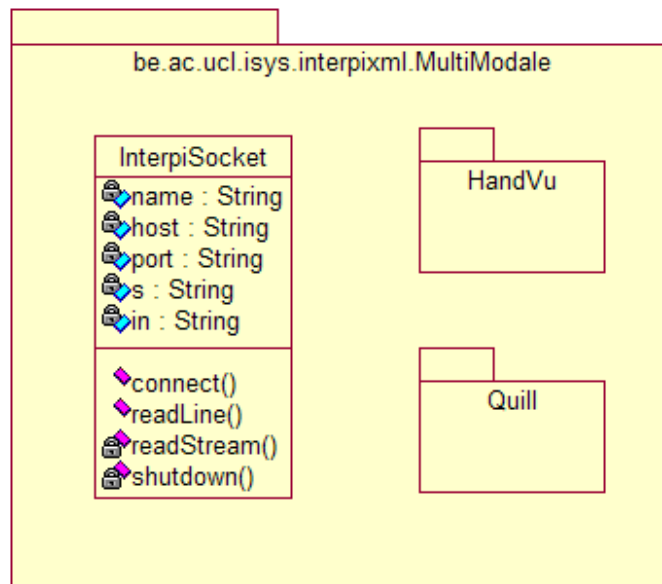 be.ac.ucl.isys.interpixml.MultiModale
InterpiSocket
name : String
host : String
port : String
s : String
in : String
connect()
readLine()
readStream()
shutdown()
HandVu
Quill